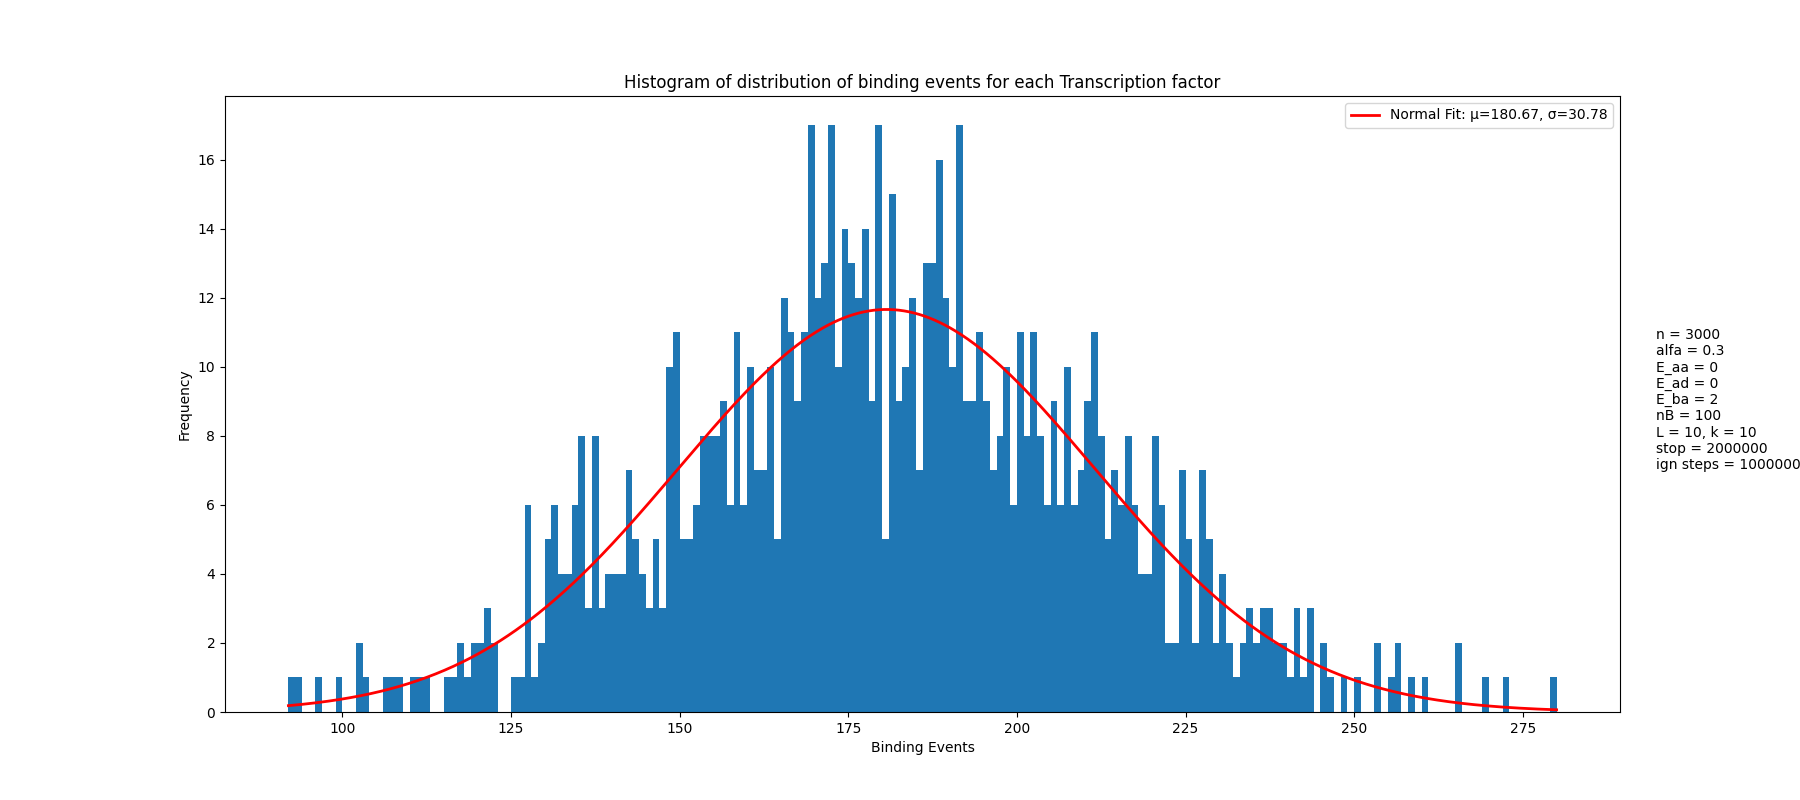 Histogram of distribution of binding events for each Transcription factor
Normal Fit: μ=180.67, σ=30.78
16
14
12
10
8
6
4
2
0
Frequency
100
125
150
175
200
225
250
275
Binding Events
n = 3000
alfa = 0.3
E_aa = 0
E_ad = 0
E_ba = 2
nB = 100
L = 10, k = 10
stop = 2000000
ign steps = 1000000